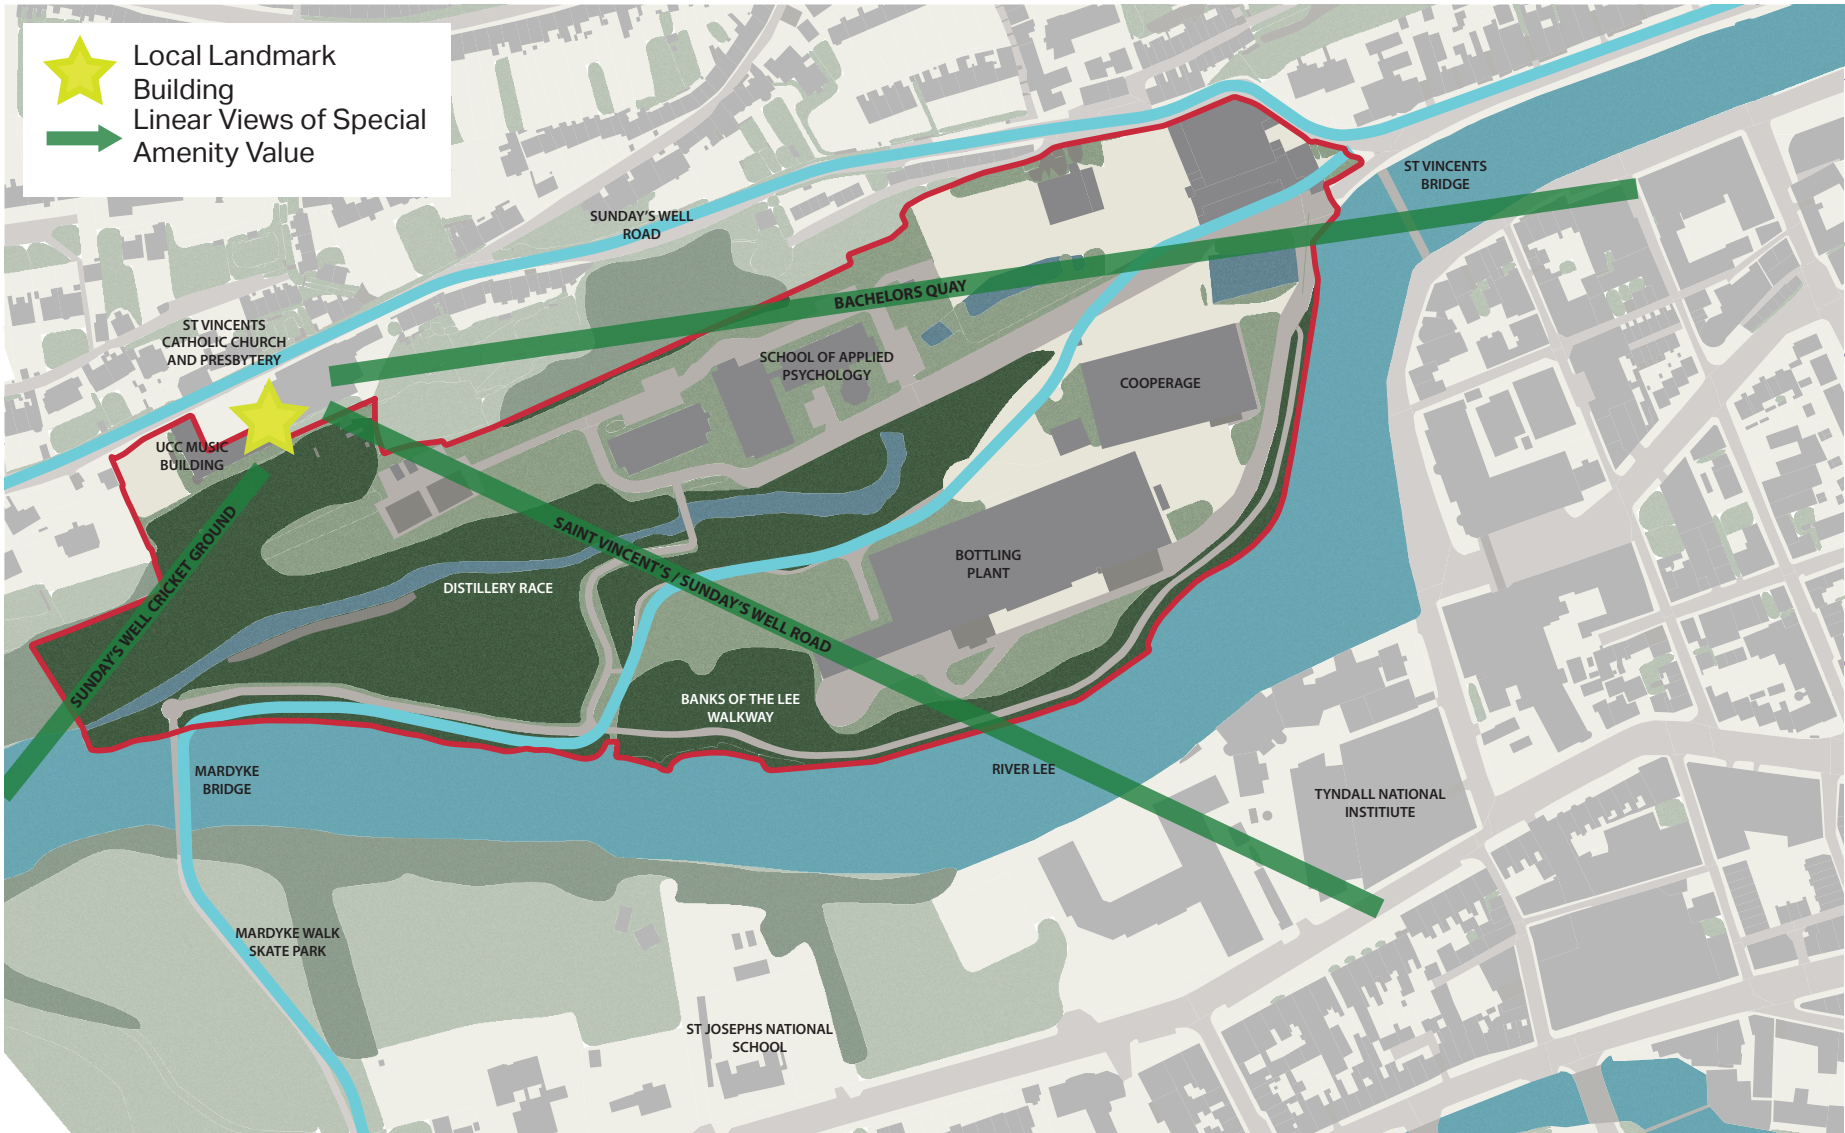 Local Landmark
Building
Linear Views of Special
Amenity Value
ST VINCENTS
BRIDGE
SUNDAY'S WELL
ROAD
BACHELORS QUAY
ST VINCENTS
CATHOLIC CHURCH
AND PRESBYTERY
SCHOOL OF APPLIED
PSYCHOLOGY
COOPERAGE
UCC MUSIC
BUILDING
SUNDAY'S WELL CRICKET GROUND
SAINT VINCENT'S / SUNDAY'S WELL ROAD
BOTTLING
PLANT
DISTILLERY RACE
BANKS OF THE LEE
WALKWAY
MARDYKE
BRIDGE
RIVER LEE
TYNDALL NATIONAL
INSTITIUTE
MARDYKE WALK
SKATE PARK
ST JOSEPHS NATIONAL
SCHOOL